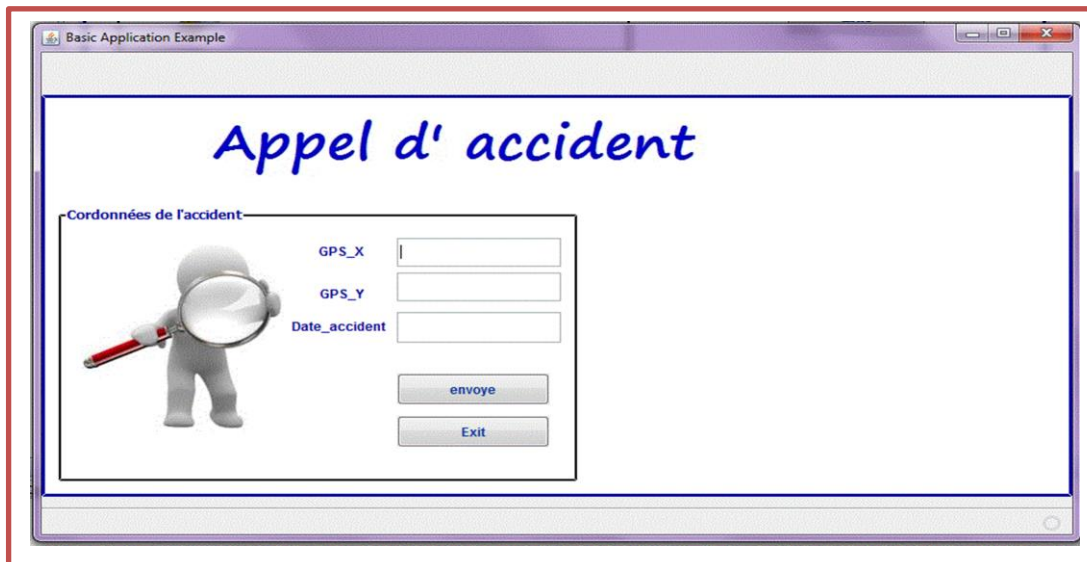 Basic Application Example
Appel d' accident
Cordonnées de l'accident
GPS_X
GPS_Y
Date_accident
envoye
Exit